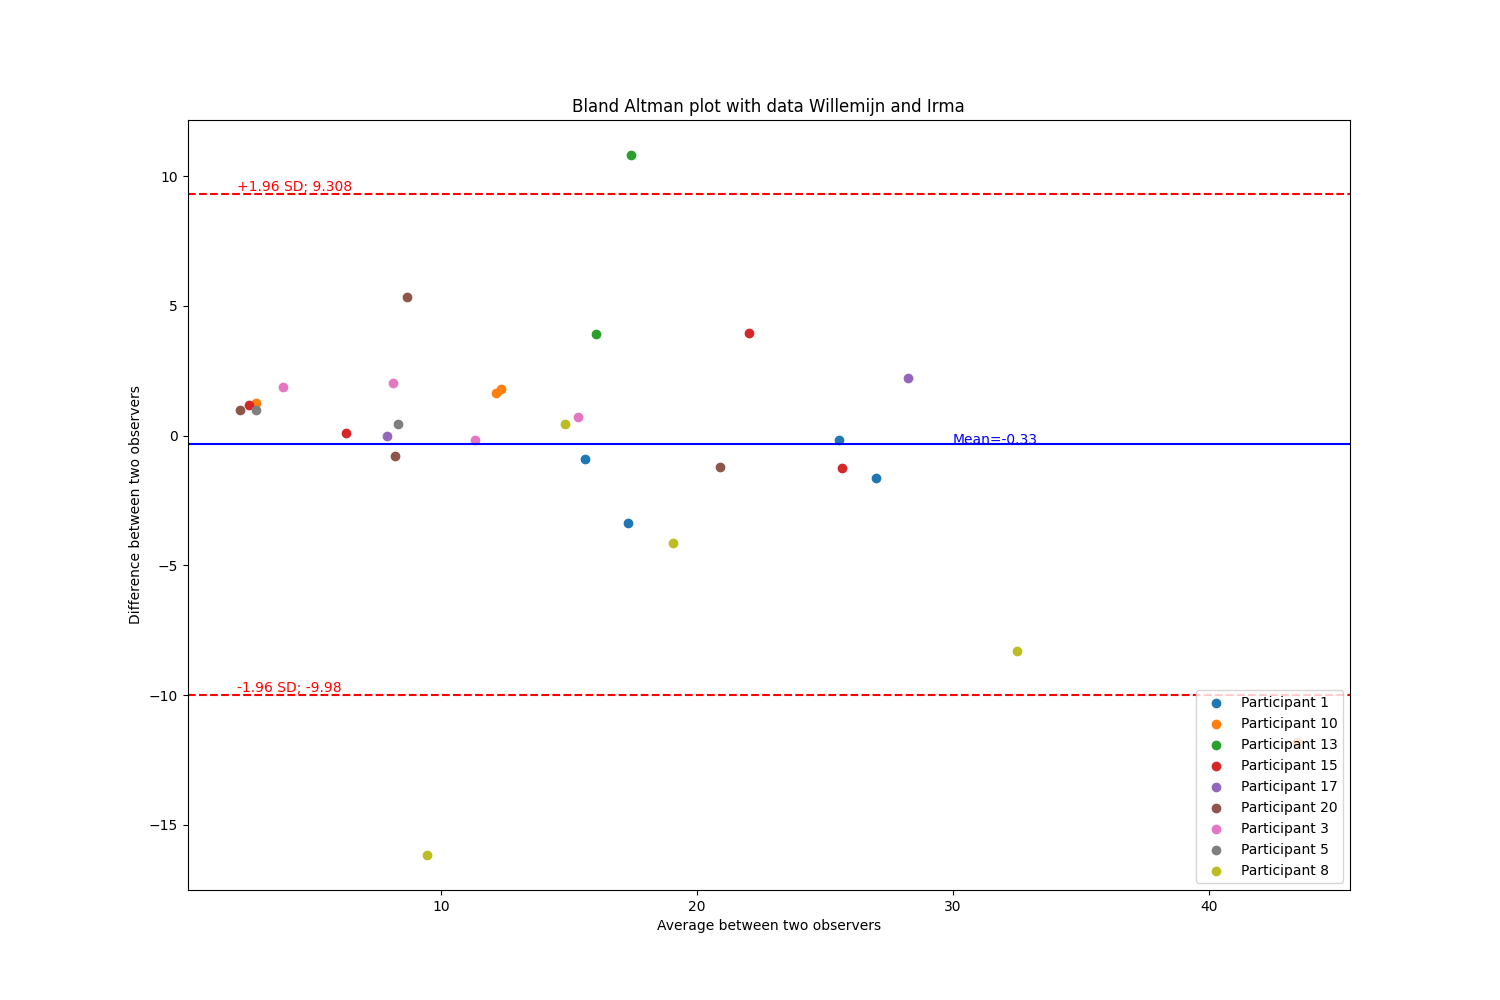 Bland Altman plot with data Willemijn and Irma
10
5
0
−5
−10
−15
Difference between two observers
+1.96 SD; 9.308
Mean=-0.33
-1.96 SD; -9.98
Participant 1
Participant 10
Participant 13
Participant 15
Participant 17
Participant 20
Participant 3
Participant 5
Participant 8
10 20 30 40
Average between two observers